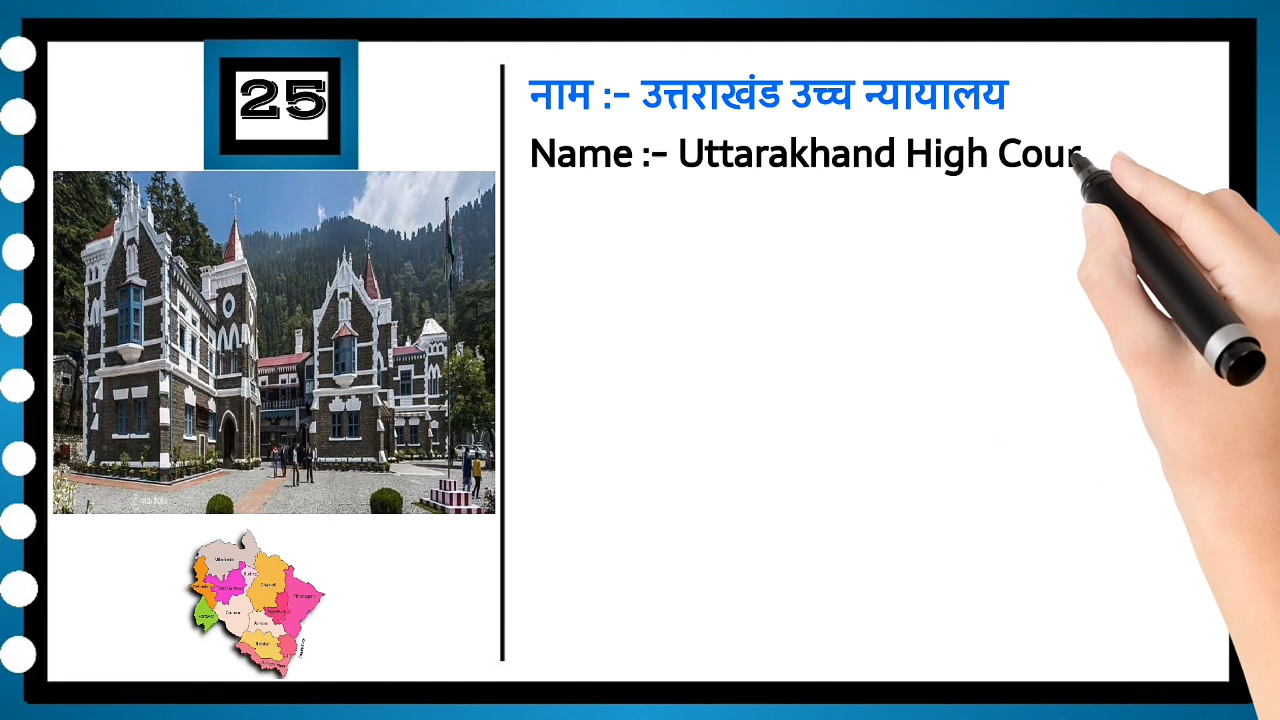 25
नाम :- उत्तराखंड उच्च न्यायालय
Name :- Uttarakhand High Cour